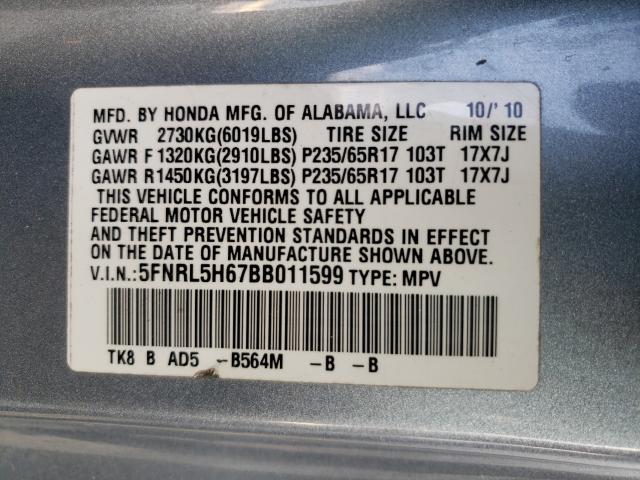 MFD. BY HONDA MFG. OF ALABAMA, LLC 10/'10
GVWR 2730KG(6019LBS) TIRE SIZE RIM SIZE
GAWR F 1320KG(2910LBS) P235/65R17 103T 17X7J
GAWR R1450KG(3197LBS) P235/65R17 103T 17X7J
THIS VEHICLE CONFORMS TO ALL APPLICABLE
FEDERAL MOTOR VEHICLE SAFETY
AND THEFT PREVENTION STANDARDS IN EFFECT
ON THE DATE OF MANUFACTURE SHOWN ABOVE.
V.I.N.:5FNRL5H67BB011599 TYPE: MPV
TK8 B AD5 -B564M -B -B